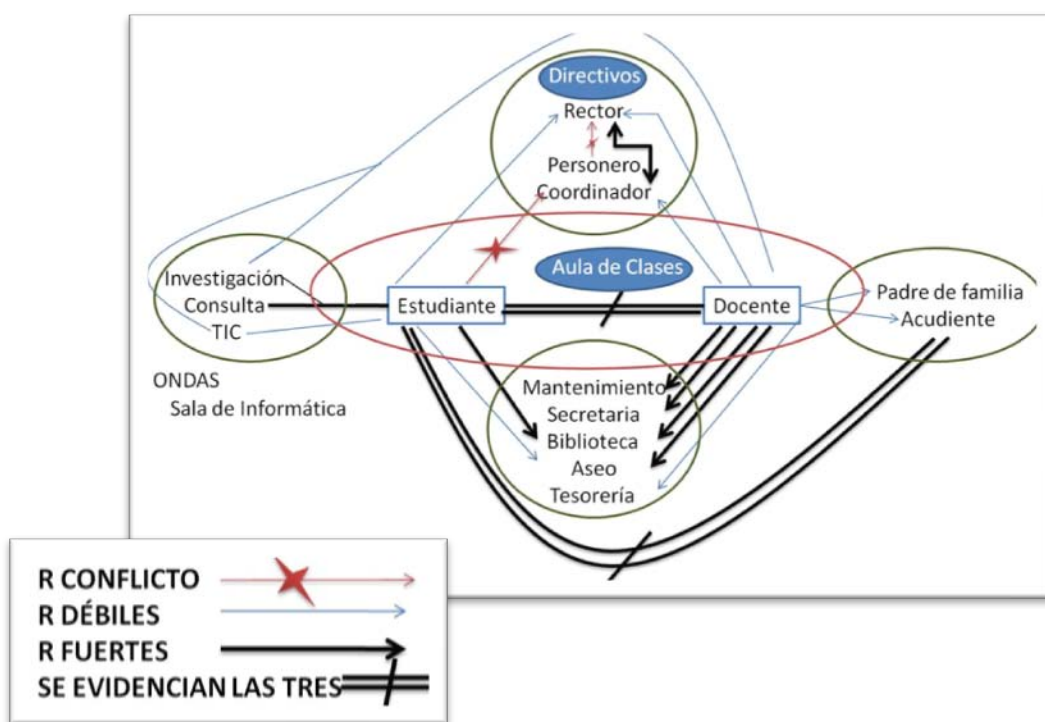 Directivos
Rector
Personero
Coordinador
Aula de Clases
Investigación
Consulta
TIC
Estudiante
Docente
Padre de familia
Acudiente
ONDAS
Sala de Informática
Mantenimiento
Secretaria
Biblioteca
Aseo
Tesorería
R CONFLICTO
R DÉBILES
R FUERTES
SE EVIDENCIAN LAS TRES